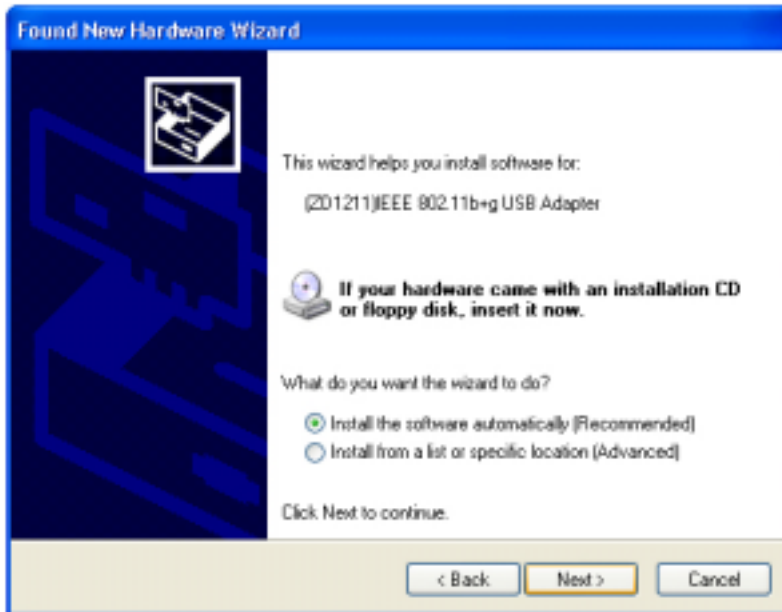 Found New Hardware Wizard
This wizard helps you install software for:
(ZD1211)IEEE 802.11b+g USB Adapter
If your hardware came with an installation CD
or floppy disk, insert it now.
What do you want the wizard to do?
Install the software automatically (Recommended)
Install from a list or specific location (Advanced)
Click Next to continue.
< Back
Next >
Cancel